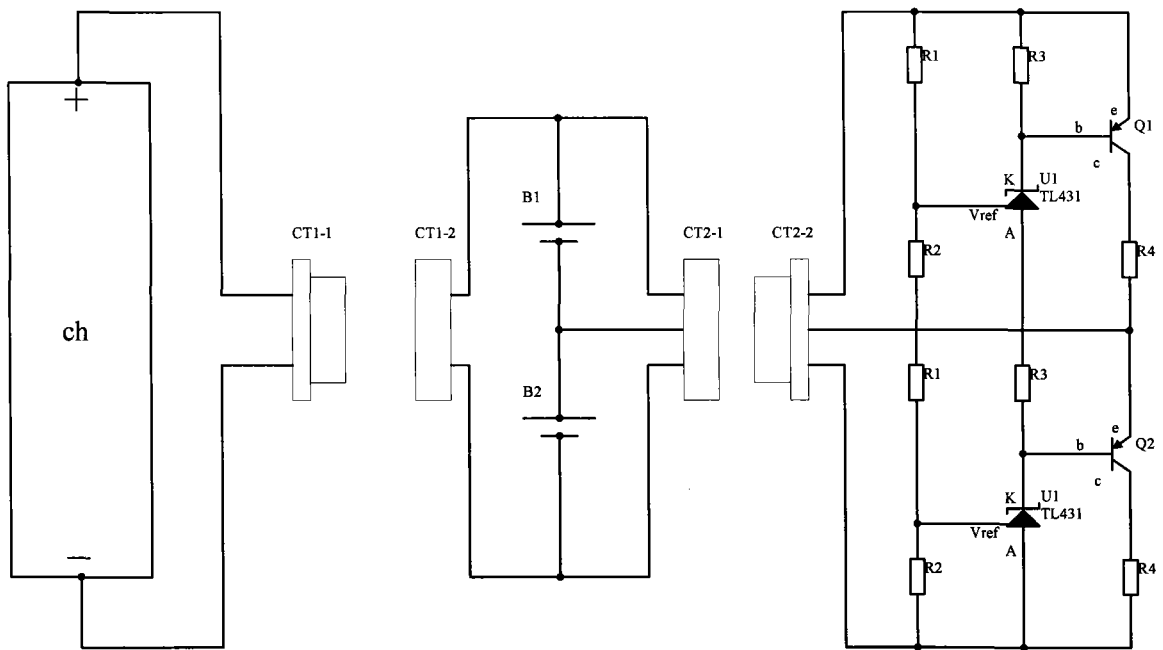 +
ch
—
CT1-1
CT1-2
B1
B2
CT2-1
CT2-2
R1
R3
e
b
Q1
c
K
U1
TL431
Vref
A
R2
R4
R1
R3
e
b
Q2
c
K
U1
TL431
Vref
A
R2
R4